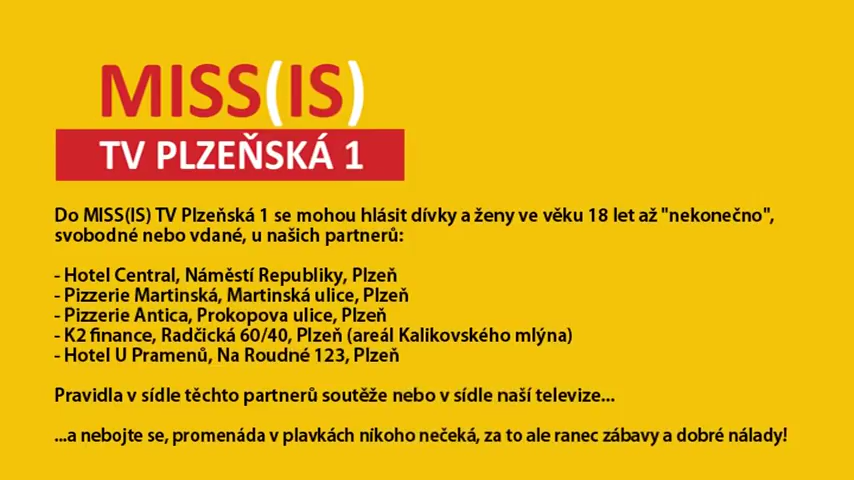 MISS(IS)
TV PLZEŇSKÁ 1
Do MISS(IS) TV Plzeňská 1 se mohou hlásit dívky a ženy ve věku 18 let až "nekonečno",
svobodné nebo vdané, u našich partnerů:
- Hotel Central, Náměstí Republiky, Plzeň
- Pizzerie Martinská, Martinská ulice, Plzeň
- Pizzerie Antica, Prokopova ulice, Plzeň
- K2 finance, Radčická 60/40, Plzeň (areál Kalikovského mlýna)
- Hotel U Pramenů, Na Roudné 123, Plzeň
Pravidla v sídle těchto partnerů soutěže nebo v sídle naší televize...
...a nebojte se, promenáda v plavkách nikoho nečeká, za to ale ranec zábavy a dobré nálady!